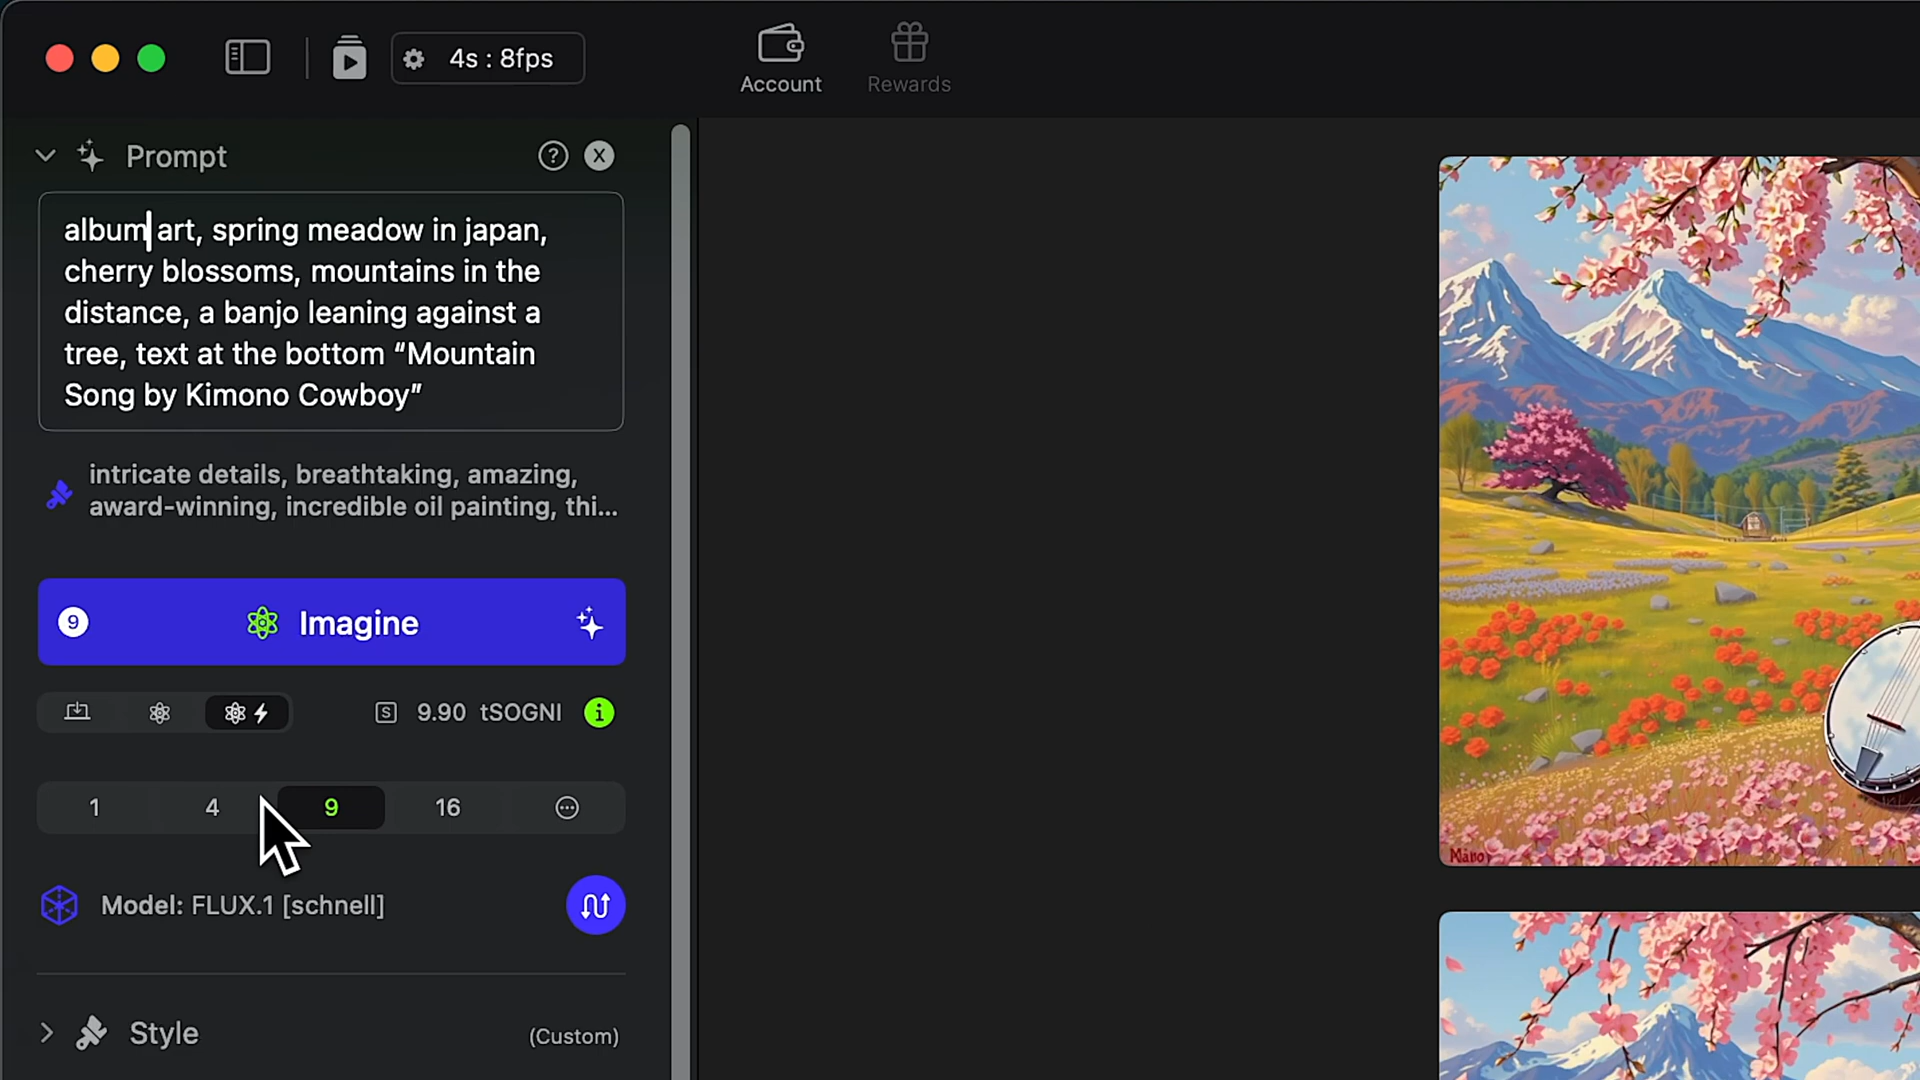 4s : 8fps
Account
Rewards
Prompt
album art, spring meadow in japan,
cherry blossoms, mountains in the
distance, a banjo leaning against a
tree, text at the bottom “Mountain
Song by Kimono Cowboy”
intricate details, breathtaking, amazing,
award-winning, incredible oil painting, thi...
9
Imagine
S 9.90 tSOGNI
1 4 9 16
Model: FLUX.1 [schnell]
Style
(Custom)